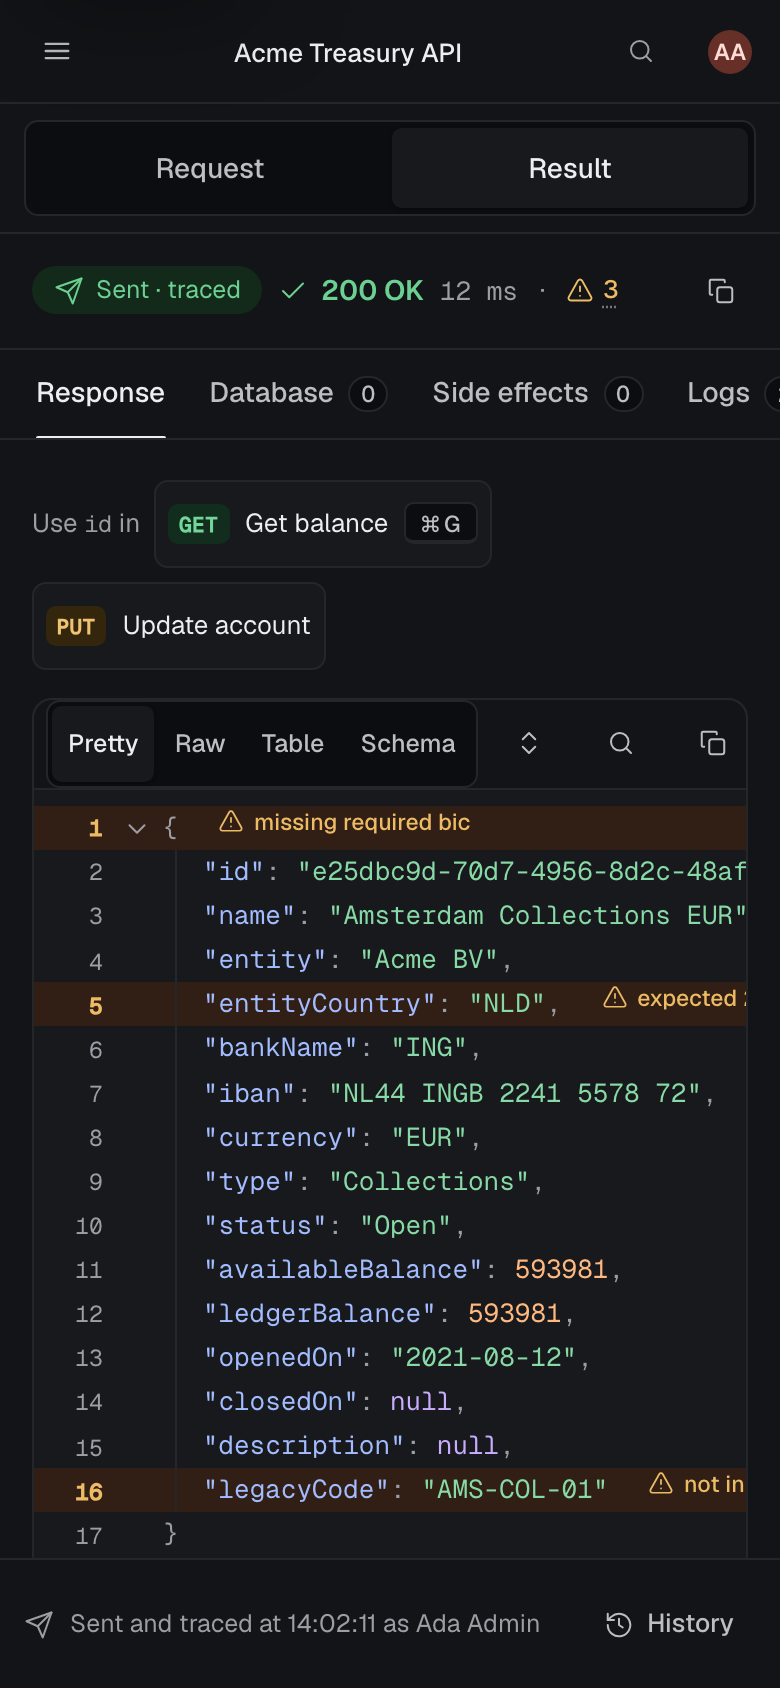 Acme Treasury API
AA
Request
Result
Sent · traced
200 OK 12 ms · 3
Response
Database 0
Side effects 0
Logs
Use id in
GET Get balance ⌘G
PUT Update account
Pretty
Raw
Table
Schema
1 { missing required bic
2 "id": "e25dbc9d-70d7-4956-8d2c-48af
3 "name": "Amsterdam Collections EUR"
4 "entity": "Acme BV",
5 "entityCountry": "NLD", expected
6 "bankName": "ING",
7 "iban": "NL44 INGB 2241 5578 72",
8 "currency": "EUR",
9 "type": "Collections",
10 "status": "Open",
11 "availableBalance": 593981,
12 "ledgerBalance": 593981,
13 "openedOn": "2021-08-12",
14 "closedOn": null,
15 "description": null,
16 "legacyCode": "AMS-COL-01" not in
17 }
Sent and traced at 14:02:11 as Ada Admin
History